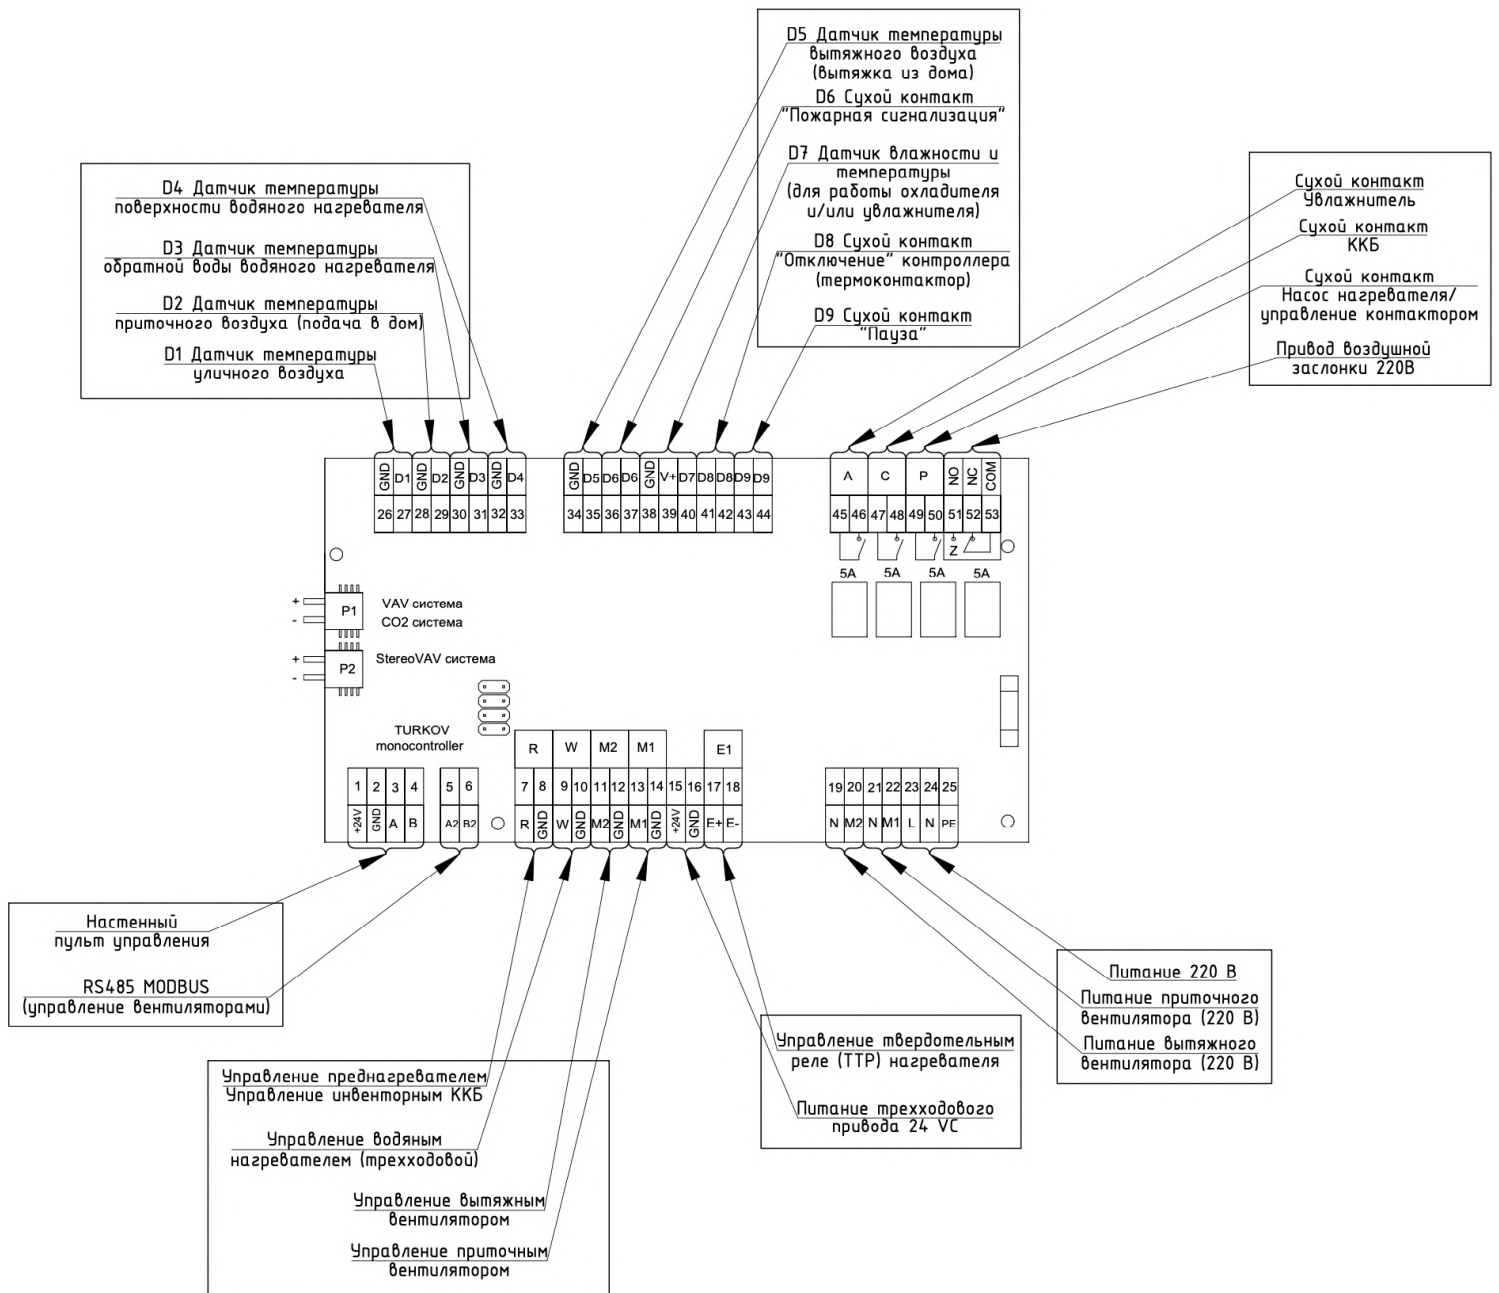 D5 Датчик температуры
вытяжного воздуха
(вытяжка из дома)
D6 Сухой контакт
"Пожарная сигнализация"
D7 Датчик влажности и
температуры
(для работы охладителя
и/или увлажнителя)
D8 Сухой контакт
"Отключение" контроллера
(термоконтактор)
D9 Сухой контакт
"Пауза"
D4 Датчик температуры
поверхности водяного нагревателя
D3 Датчик температуры
обратной воды водяного нагревателя
D2 Датчик температуры
приточного воздуха (подача в дом)
D1 Датчик температуры
уличного воздуха
Сухой контакт
Увлажнитель
Сухой контакт
ККБ
Сухой контакт
Насос нагревателя/
управление контактором
Привод воздушной
заслонки 220В
GND D1 GND D2 GND D3 GND D4
26 27 28 29 30 31 32 33
GND D5 D6 D6 GND V+ D7 D8 D8 D9 D9
34 35 36 37 38 39 40 41 42 43 44
A C P NO NC COM
45 46 47 48 49 50 51 52 53
Z
5A 5A 5A 5A
+ P1 VAV система
- CO2 система
+ P2 StereoVAV система
-
TURKOV
monocontroller
R W M2 M1 E1
1 2 3 4 5 6 7 8 9 10 11 12 13 14 15 16 17 18 19 20 21 22 23 24 25
+24V GND A B A2 B2 R GND W GND M2 GND M1 GND +24V GND E+ E- N M2 N M1 L N PE
Настенный
пульт управления
RS485 MODBUS
(управление вентиляторами)
Управление преднагревателем
Управление инвенторным ККБ
Управление водяным
нагревателем (трехходовой)
Управление вытяжным
вентилятором
Управление приточным
вентилятором
Управление твердотельным
реле (ТТР) нагревателя
Питание трехходового
привода 24 VC
Питание 220 В
Питание приточного
вентилятора (220 В)
Питание вытяжного
вентилятора (220 В)